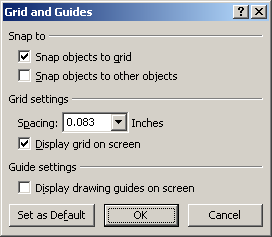 Grid and Guides
Snap to
Snap objects to grid
Snap objects to other objects
Grid settings
Spacing: 0.083 Inches
Display grid on screen
Guide settings
Display drawing guides on screen
Set as Default OK Cancel